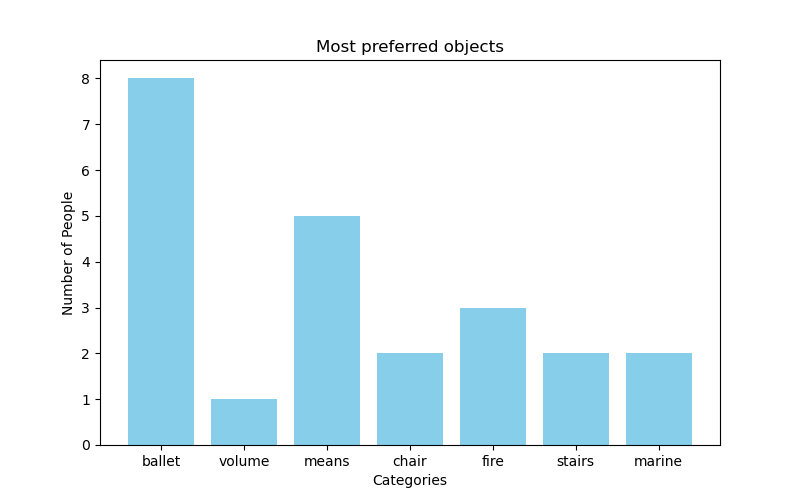 Most preferred objects
Number of People
8
7
6
5
4
3
2
1
0
ballet volume means chair fire stairs marine
Categories